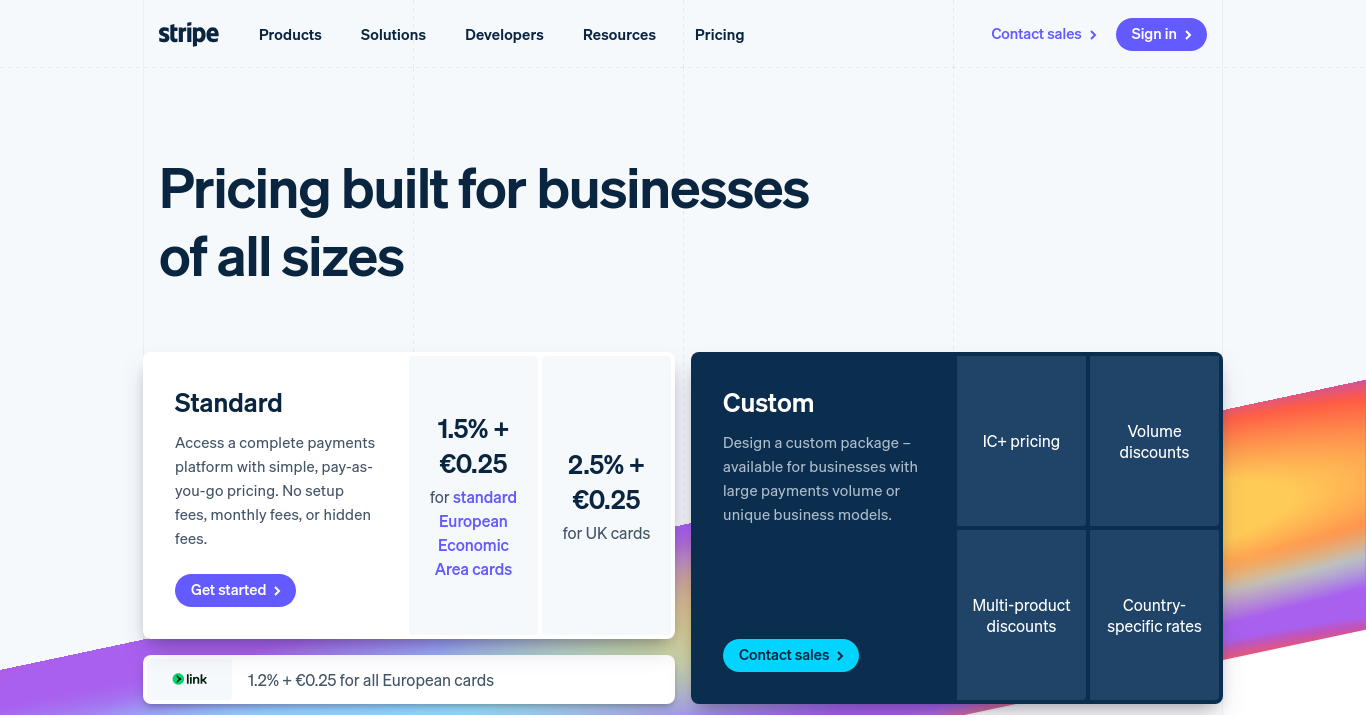 stripe
Products
Solutions
Developers
Resources
Pricing
Contact sales
Sign in
Pricing built for businesses
of all sizes
Standard
Access a complete payments
platform with simple, pay-as-
you-go pricing. No setup
fees, monthly fees, or hidden
fees.
Get started
1.5% +
€0.25
for standard
European
Economic
Area cards
2.5% +
€0.25
for UK cards
link
1.2% + €0.25 for all European cards
Custom
Design a custom package –
available for businesses with
large payments volume or
unique business models.
Contact sales
IC+ pricing
Volume
discounts
Multi-product
discounts
Country-
specific rates